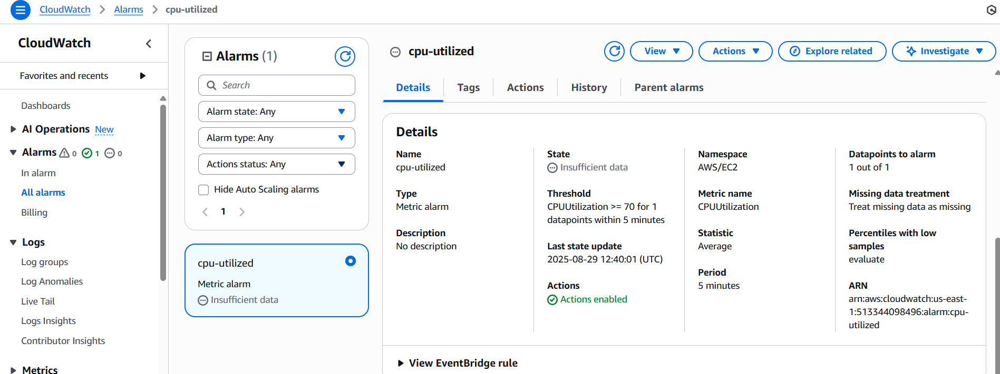 CloudWatch > Alarms > cpu-utilized
CloudWatch
Favorites and recents
Dashboards
AI Operations New
Alarms 0 1 0
In alarm
All alarms
Billing
Logs
Log groups
Log Anomalies
Live Tail
Logs Insights
Contributor Insights
Metrics
Alarms (1)
Search
Alarm state: Any
Alarm type: Any
Actions status: Any
Hide Auto Scaling alarms
1
cpu-utilized
Metric alarm
Insufficient data
cpu-utilized
View
Actions
Explore related
Investigate
Details
Tags
Actions
History
Parent alarms
Details
Name
cpu-utilized
Type
Metric alarm
Description
No description
State
Insufficient data
Threshold
CPUUtilization >= 70 for 1
datapoints within 5 minutes
Last state update
2025-08-29 12:40:01 (UTC)
Actions
Actions enabled
Namespace
AWS/EC2
Metric name
CPUUtilization
Statistic
Average
Period
5 minutes
Datapoints to alarm
1 out of 1
Missing data treatment
Treat missing data as missing
Percentiles with low
samples
evaluate
ARN
arn:aws:cloudwatch:us-east-
1:513344098496:alarm:cpu-
utilized
View EventBridge rule